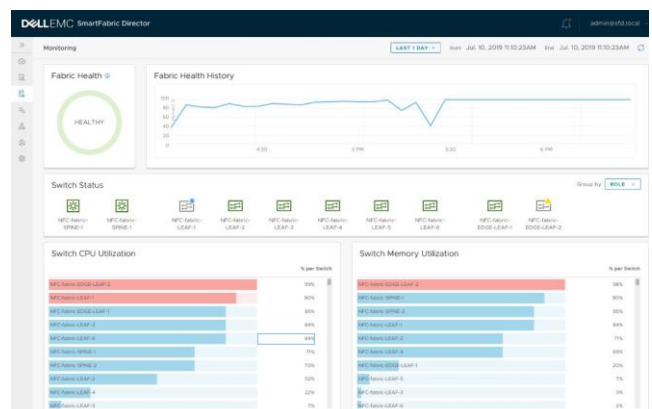 DELLEMC SmartFabric Director
admin@sfd.local
Monitoring
LAST 1 DAY
Start Jul. 10, 2019 11:10:23AM End Jul. 10, 2019 11:10:23AM
Fabric Health
HEALTHY
Fabric Health History
100
80
60
40
20
0
4:30
5 PM
5:30
6 PM
Switch Status
Group by ROLE
NFC-fabric-SPINE-1
NFC-fabric-SPINE-1
NFC-fabric-LEAF-1
NFC-fabric-LEAF-2
NFC-fabric-LEAF-3
NFC-fabric-LEAF-4
NFC-fabric-LEAF-5
NFC-fabric-LEAF-6
NFC-fabric-EDGE-LEAF-1
NFC-fabric-EDGE-LEAF-2
Switch CPU Utilization
% per Switch
NFC-fabric-EDGE-LEAF-2 99%
NFC-fabric-LEAF-1 90%
NFC-fabric-EDGE-LEAF-1
NFC-fabric-LEAF-2
NFC-fabric-LEAF-6 84%
NFC-fabric-SPINE-1 71%
NFC-fabric-SPINE-2 70%
NFC-fabric-LEAF-3
NFC-fabric-LEAF-4 22%
NFC-fabric-LEAF-5 7%
Switch Memory Utilization
% per Switch
NFC-fabric-EDGE-LEAF-2 98%
NFC-fabric-SPINE-1 90%
NFC-fabric-SPINE-2
NFC-fabric-LEAF-1 84%
NFC-fabric-LEAF-2 71%
NFC-fabric-LEAF-4
NFC-fabric-EDGE-LEAF-1 20%
NFC-fabric-LEAF-5 7%
NFC-fabric-LEAF-3
NFC-fabric-LEAF-6